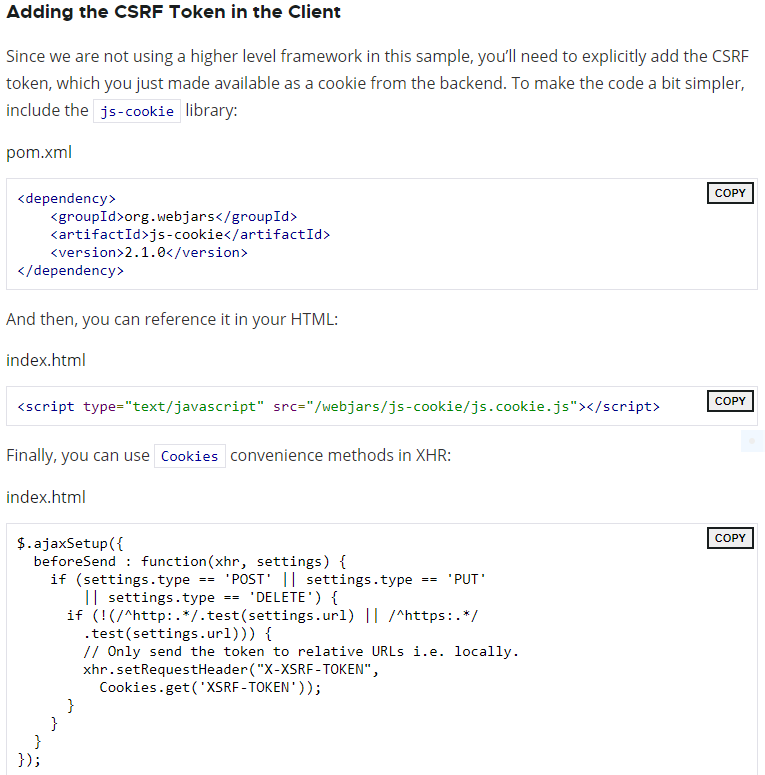 Adding the CSRF Token in the Client
Since we are not using a higher level framework in this sample, you’ll need to explicitly add the CSRF
token, which you just made available as a cookie from the backend. To make the code a bit simpler,
include the js-cookie library:
pom.xml
COPY
<dependency>
    <groupId>org.webjars</groupId>
    <artifactId>js-cookie</artifactId>
    <version>2.1.0</version>
</dependency>
And then, you can reference it in your HTML:
index.html
COPY
<script type="text/javascript" src="/webjars/js-cookie/js.cookie.js"></script>
Finally, you can use Cookies convenience methods in XHR:
index.html
COPY
$.ajaxSetup({
  beforeSend : function(xhr, settings) {
    if (settings.type == 'POST' || settings.type == 'PUT'
        || settings.type == 'DELETE') {
      if (!(/^http:.*/.test(settings.url) || /^https:.*/
        .test(settings.url))) {
        // Only send the token to relative URLs i.e. locally.
        xhr.setRequestHeader("X-XSRF-TOKEN",
          Cookies.get('XSRF-TOKEN'));
      }
    }
  }
});